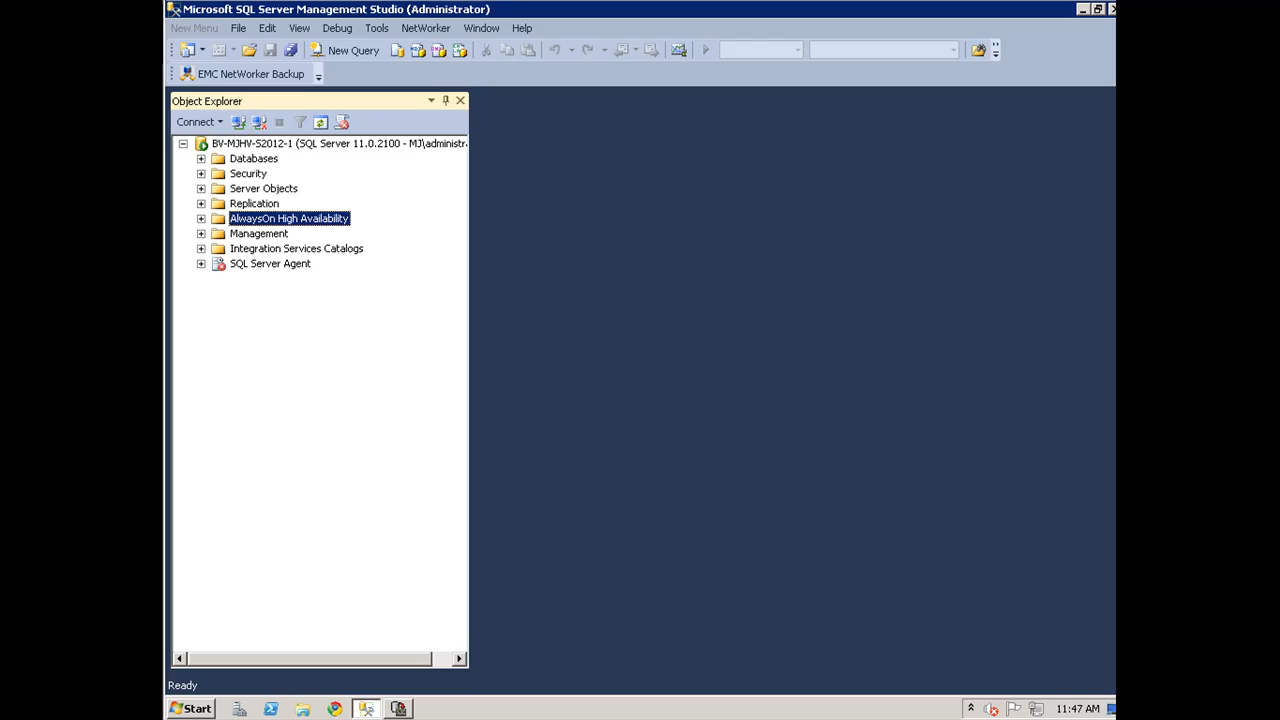 Microsoft SQL Server Management Studio (Administrator)
New Menu File Edit View Debug Tools NetWorker Window Help
New Query
EMC NetWorker Backup
Object Explorer
Connect
BV-MJHV-S2012-1 (SQL Server 11.0.2100 - MJ\administr
Databases
Security
Server Objects
Replication
AlwaysOn High Availability
Management
Integration Services Catalogs
SQL Server Agent
Ready
Start 11:47 AM